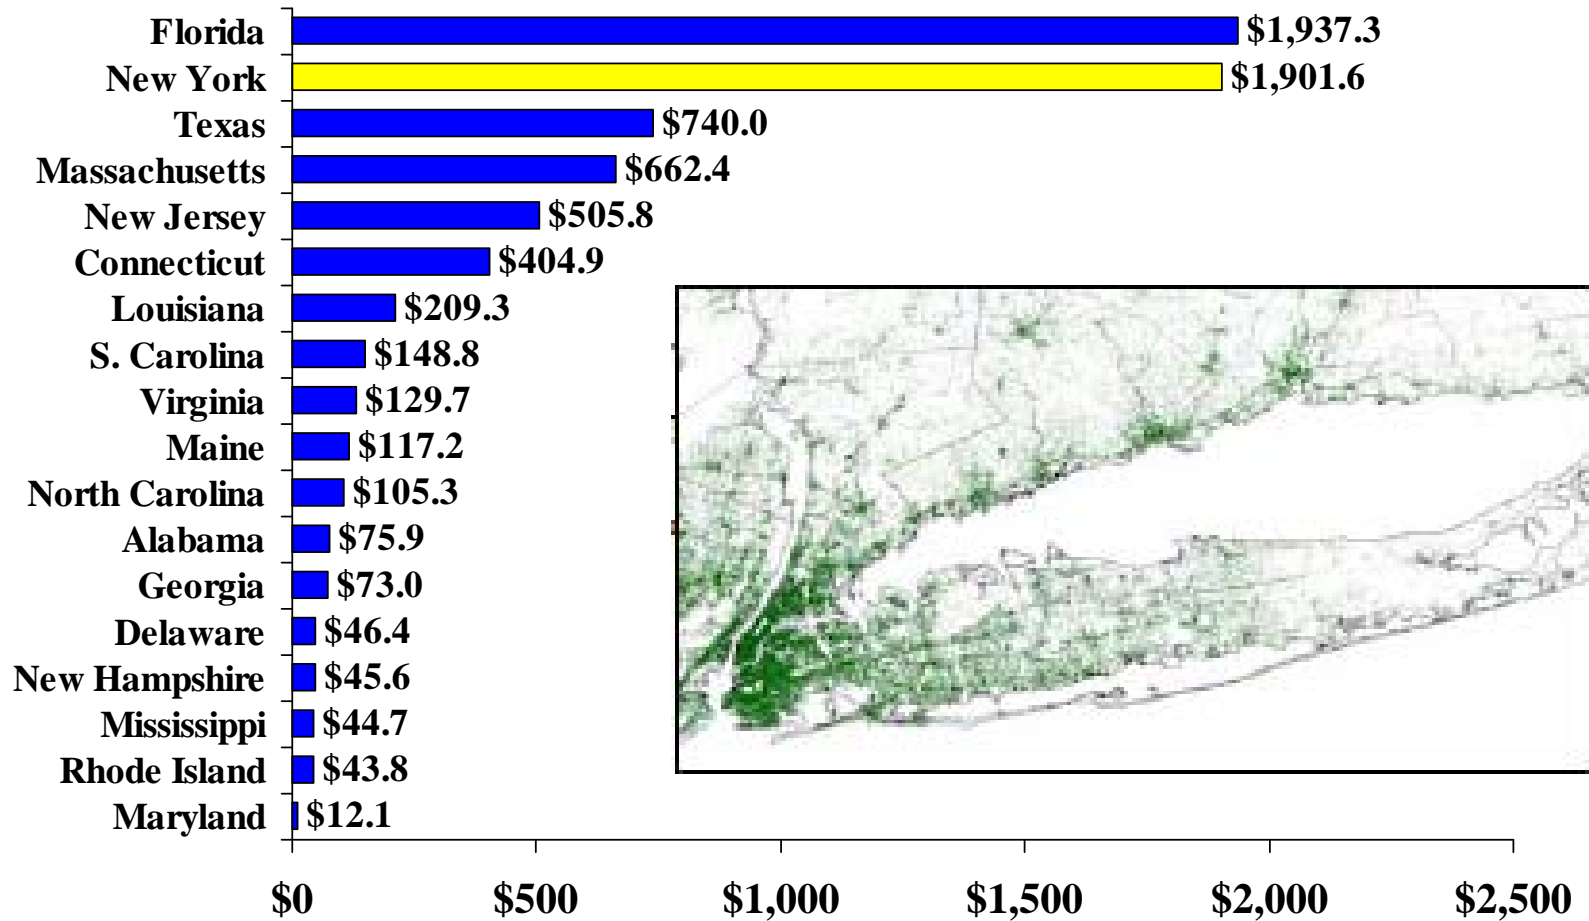 Florida $1,937.3
New York $1,901.6
Texas $740.0
Massachusetts $662.4
New Jersey $505.8
Connecticut $404.9
Louisiana $209.3
S. Carolina $148.8
Virginia $129.7
Maine $117.2
North Carolina $105.3
Alabama $75.9
Georgia $73.0
Delaware $46.4
New Hampshire $45.6
Mississippi $44.7
Rhode Island $43.8
Maryland $12.1
$0 $500 $1,000 $1,500 $2,000 $2,500